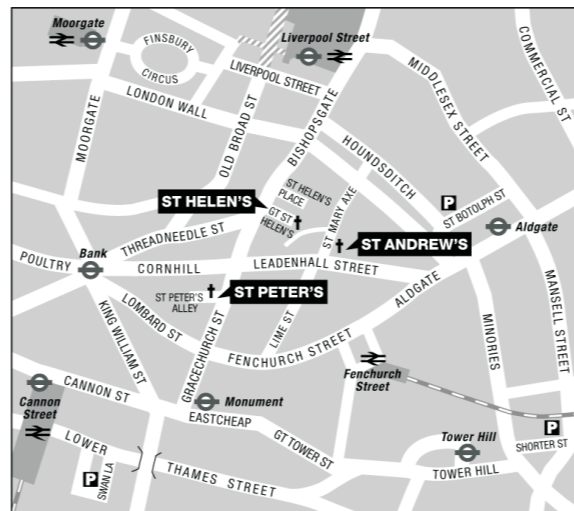 Moorgate
FINSBURY
CIRCUS
Liverpool Street
LIVERPOOL STREET
MIDDLESEX STREET
COMMERCIAL ST
MOORGATE
LONDON WALL
OLD BROAD ST
BISHOPSGATE
HOUNDSDITCH
ST HELEN'S
PLACE
ST HELEN'S
GT ST
HELEN'S
ST MARY AXE
P
ST BOTOLPH ST
Aldgate
THREADNEEDLE ST
ST ANDREW'S
Bank
POULTRY
CORNHILL
LEADENHALL STREET
ALDGATE
ST PETER'S
ALLEY
ST PETER'S
MANSELL STREET
MINORIES
LOMBARD ST
KING WILLIAM ST
GRACECHURCH ST
LIME ST
FENCHURCH STREET
Fenchurch
Street
CANNON ST
Cannon
Street
Monument
EASTCHEAP
GT TOWER ST
Tower Hill
P
SHORTER ST
LOWER
THAMES STREET
TOWER HILL
P
SWAN LA